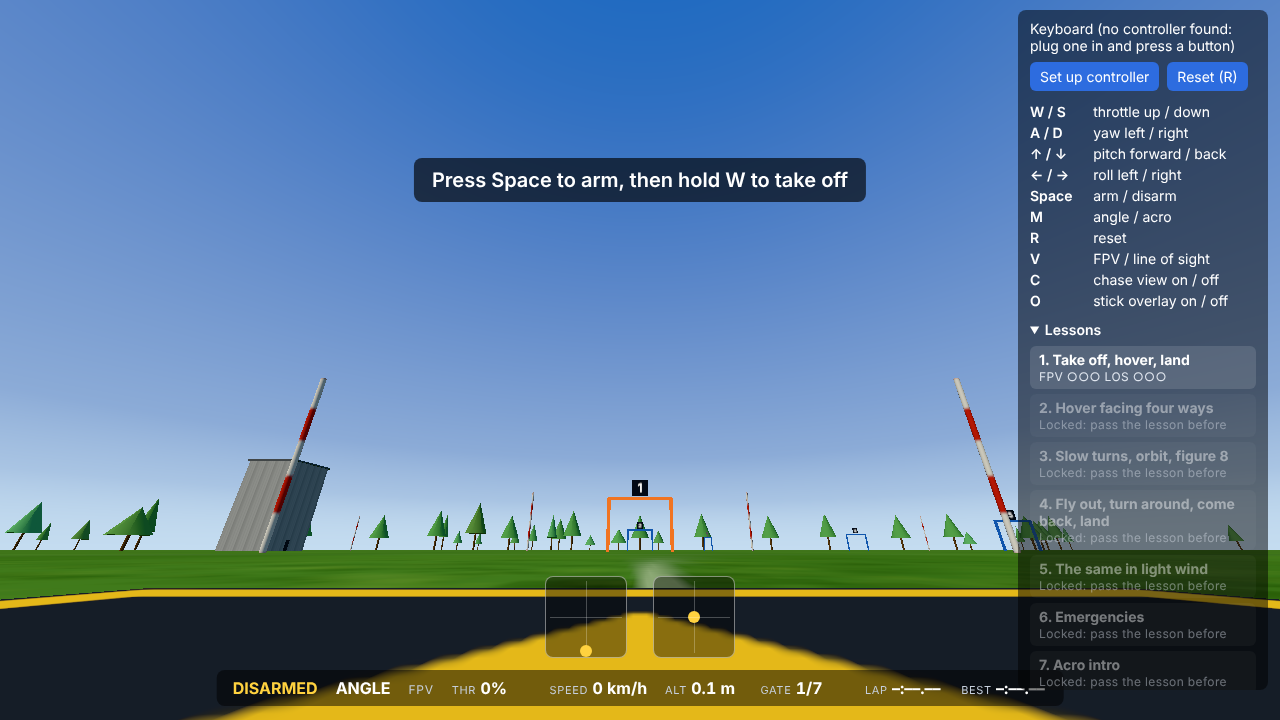 Keyboard (no controller found:
plug one in and press a button)
Set up controller Reset (R)
W / S throttle up / down
A / D yaw left / right
↑ / ↓ pitch forward / back
← / → roll left / right
Space arm / disarm
M angle / acro
R reset
V FPV / line of sight
C chase view on / off
O stick overlay on / off
▼ Lessons
1. Take off, hover, land
FPV ○○○ LOS ○○○
2. Hover facing four ways
Locked: pass the lesson before
3. Slow turns, orbit, figure 8
Locked: pass the lesson before
4. Fly out, turn around, come
back, land
Locked: pass the lesson before
5. The same in light wind
Locked: pass the lesson before
6. Emergencies
Locked: pass the lesson before
7. Acro intro
Locked: pass the lesson before
Press Space to arm, then hold W to take off
1
DISARMED ANGLE FPV THR 0% SPEED 0 km/h ALT 0.1 m GATE 1/7 LAP –:––.–– BEST –:––.––